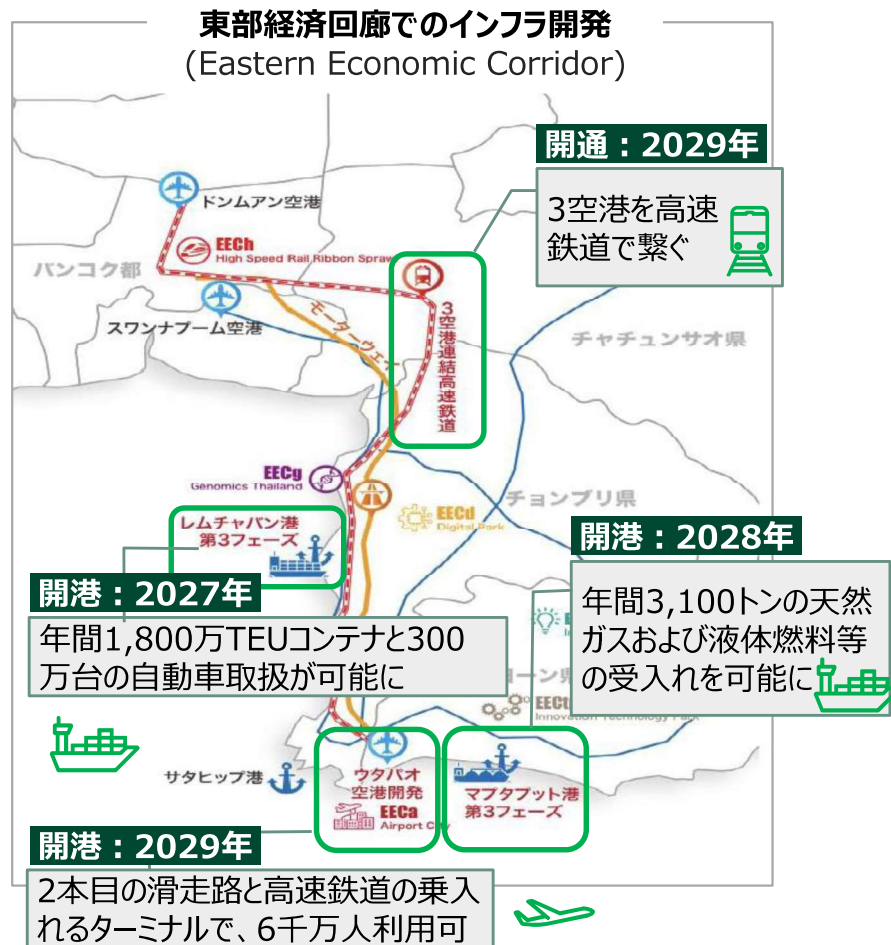 東部経済回廊でのインフラ開発
(Eastern Economic Corridor)
開通：2029年
3空港を高速
鉄道で繋ぐ
ドンムアン空港
EECh
High Speed Rail Ribbon Sprawl
バンコク都
スワンナプーム空港
モーターウェイ
3空港連結高速鉄道
チャチュンサオ県
EECg
Genomics Thailand
チョンブリ県
EECd
Digital Park
レムチャバン港
第3フェーズ
開港：2028年
年間3,100トンの天然
ガスおよび液体燃料等
の受入れを可能に
開港：2027年
年間1,800万TEUコンテナと300
万台の自動車取扱が可能に
ヨーン県
EECt
Innovation Technology Park
サタヒップ港
ウタパオ
空港開発
EECa
Airport City
マプタプット港
第3フェーズ
開港：2029年
2本目の滑走路と高速鉄道の乗入
れるターミナルで、6千万人利用可